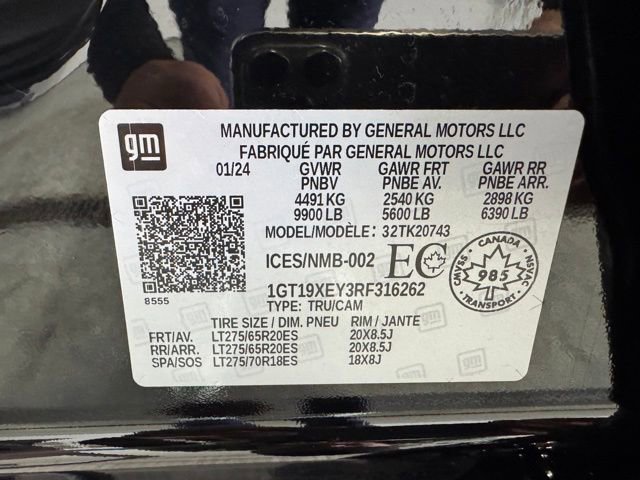 gm
MANUFACTURED BY GENERAL MOTORS LLC
FABRIQUÉ PAR GENERAL MOTORS LLC
01/24 GVWR GAWR FRT GAWR RR
PNBV PNBE AV. PNBE ARR.
4491 KG 2540 KG 2898 KG
9900 LB 5600 LB 6390 LB
MODEL/MODÈLE: 32TK20743
ICES/NMB-002 EC
CANADA
CMVSS 985 NSVAC
TRANSPORT
8555
1GT19XEY3RF316262
TYPE: TRU/CAM
TIRE SIZE / DIM. PNEU RIM / JANTE
FRT/AV. LT275/65R20ES 20X8.5J
RR/ARR. LT275/65R20ES 20X8.5J
SPA/SOS LT275/70R18ES 18X8J